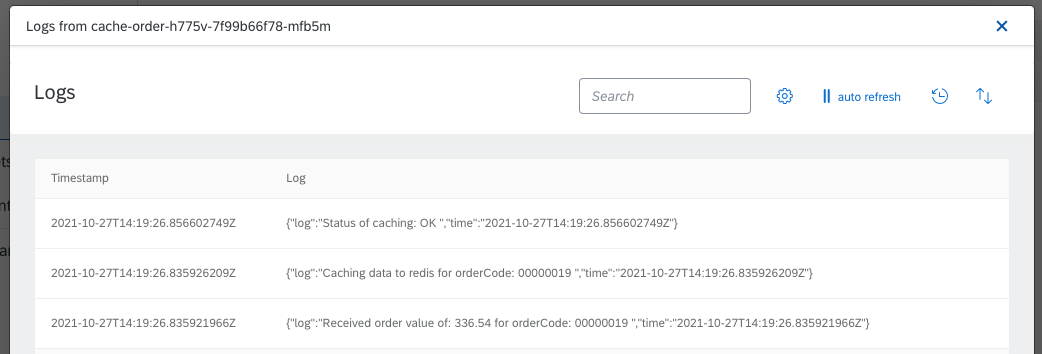 Logs from cache-order-h775v-7f99b66f78-mfb5m
Logs
Search
auto refresh
Timestamp Log
2021-10-27T14:19:26.856602749Z {"log":"Status of caching: OK ","time":"2021-10-27T14:19:26.856602749Z"}
2021-10-27T14:19:26.835926209Z {"log":"Caching data to redis for orderCode: 00000019 ","time":"2021-10-27T14:19:26.835926209Z"}
2021-10-27T14:19:26.835921966Z {"log":"Received order value of: 336.54 for orderCode: 00000019 ","time":"2021-10-27T14:19:26.835921966Z"}